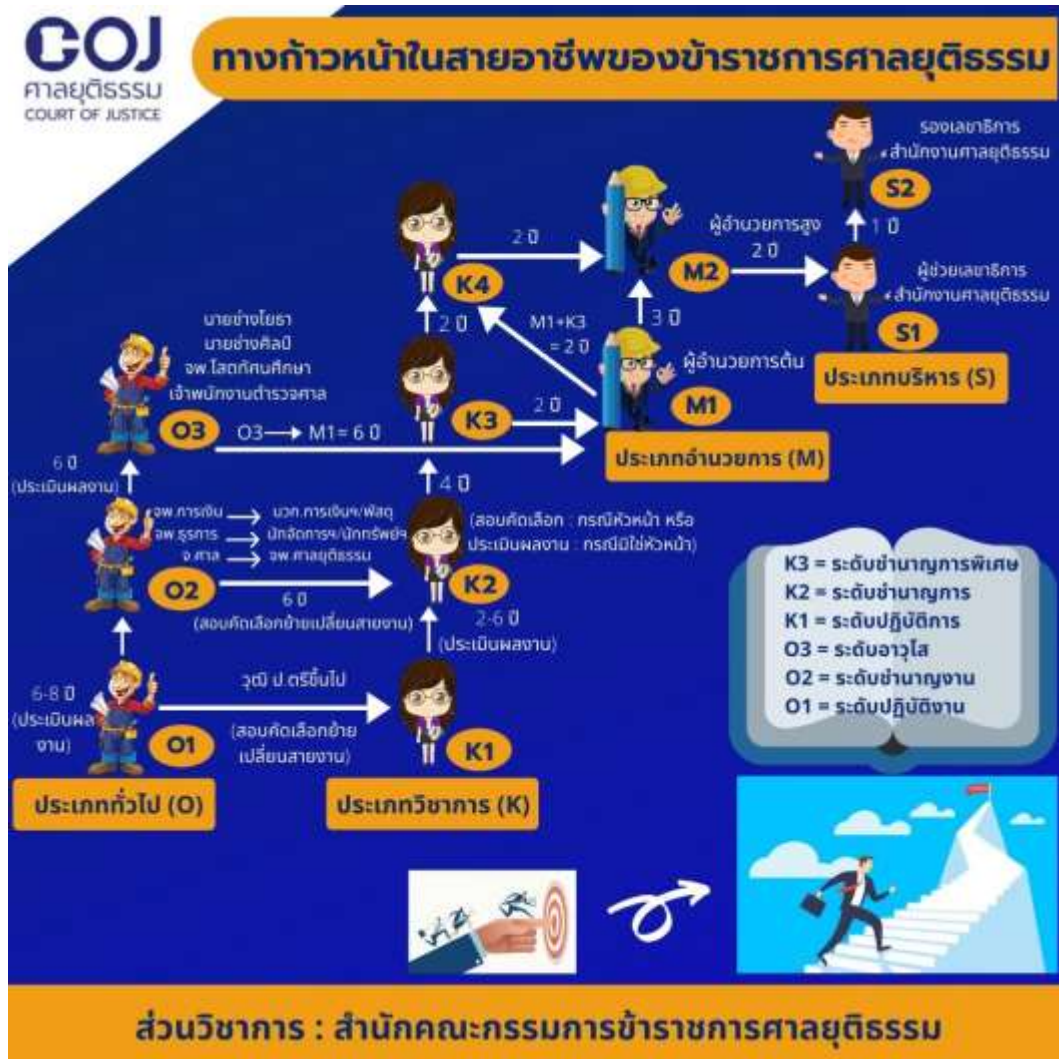 COJ
ศาลยุติธรรม
COURT OF JUSTICE
ทางก้าวหน้าในสายอาชีพของข้าราชการศาลยุติธรรม
รองเลขาธิการ
สำนักงานศาลยุติธรรม
S2
1 ปี
ผู้ช่วยเลขาธิการ
สำนักงานศาลยุติธรรม
S1
ประเภทบริหาร (S)
K4
2 ปี
M2
ผู้อำนวยการสูง
2 ปี
2 ปี
M1+K3
= 2 ปี
3 ปี
ผู้อำนวยการต้น
M1
ประเภทอำนวยการ (M)
นายช่างโยธา
นายช่างศิลป์
จพ.โสตทัศนศึกษา
เจ้าพนักงานตำรวจศาล
O3
O3 → M1= 6 ปี
K3
2 ปี
6 ปี
(ประเมินผลงาน)
4 ปี
จพ.การเงิน → นวก.การเงินฯ/พัสดุ
จพ.ธุรการ → นักจัดการฯ/นักทรัพย์ฯ
จ.ศาล → จพ.ศาลยุติธรรม
O2
6 ปี
(สอบคัดเลือกย้ายเปลี่ยนสายงาน)
K2
(สอบคัดเลือก : กรณีหัวหน้า หรือ
ประเมินผลงาน : กรณีมิใช่หัวหน้า)
2-6 ปี
(ประเมินผลงาน)
6-8 ปี
(ประเมินผล
งาน)
O1
วุฒิ ป.ตรีขึ้นไป
(สอบคัดเลือกย้าย
เปลี่ยนสายงาน)
K1
ประเภททั่วไป (O)
ประเภทวิชาการ (K)
K3 = ระดับชำนาญการพิเศษ
K2 = ระดับชำนาญการ
K1 = ระดับปฏิบัติการ
O3 = ระดับอาวุโส
O2 = ระดับชำนาญงาน
O1 = ระดับปฏิบัติงาน
ส่วนวิชาการ : สำนักคณะกรรมการข้าราชการศาลยุติธรรม